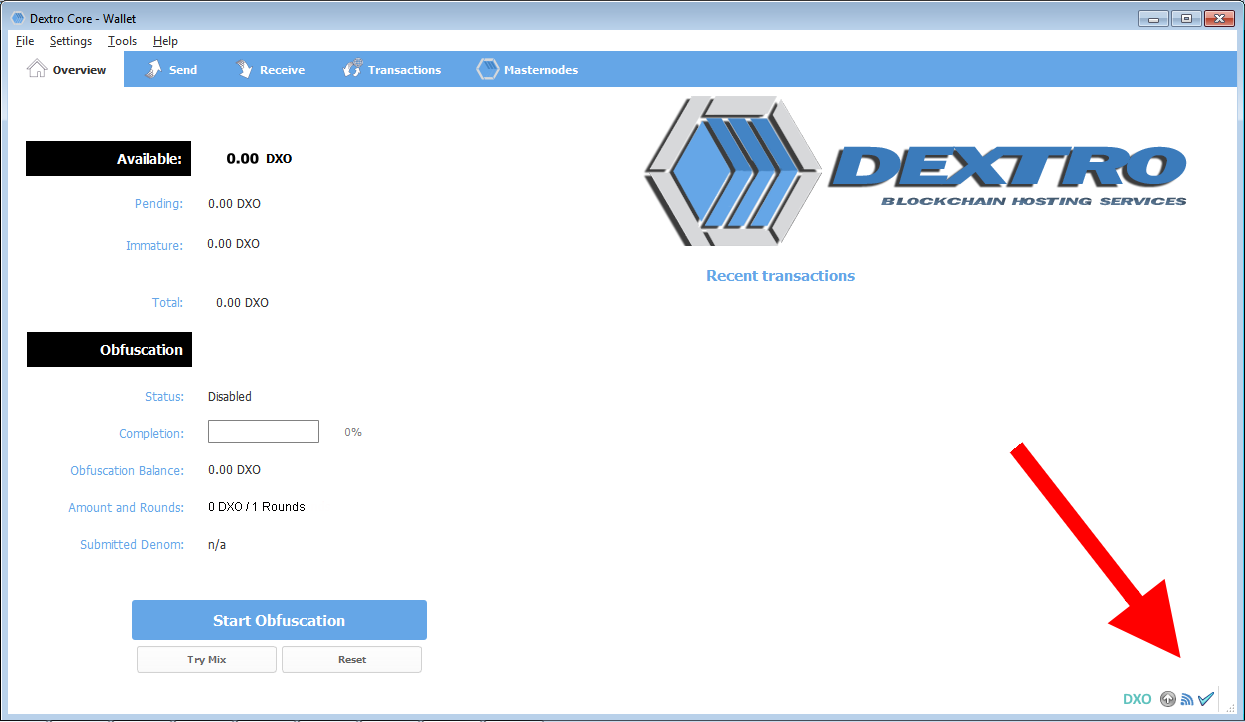 Dextro Core - Wallet
File Settings Tools Help
Overview Send Receive Transactions Masternodes
DEXTRO
BLOCKCHAIN HOSTING SERVICES
Available: 0.00 DXO
Pending: 0.00 DXO
Immature: 0.00 DXO
Total: 0.00 DXO
Recent transactions
Obfuscation
Status: Disabled
Completion: 0%
Obfuscation Balance: 0.00 DXO
Amount and Rounds: 0 DXO / 1 Rounds
Submitted Denom: n/a
Start Obfuscation
Try Mix Reset
DXO